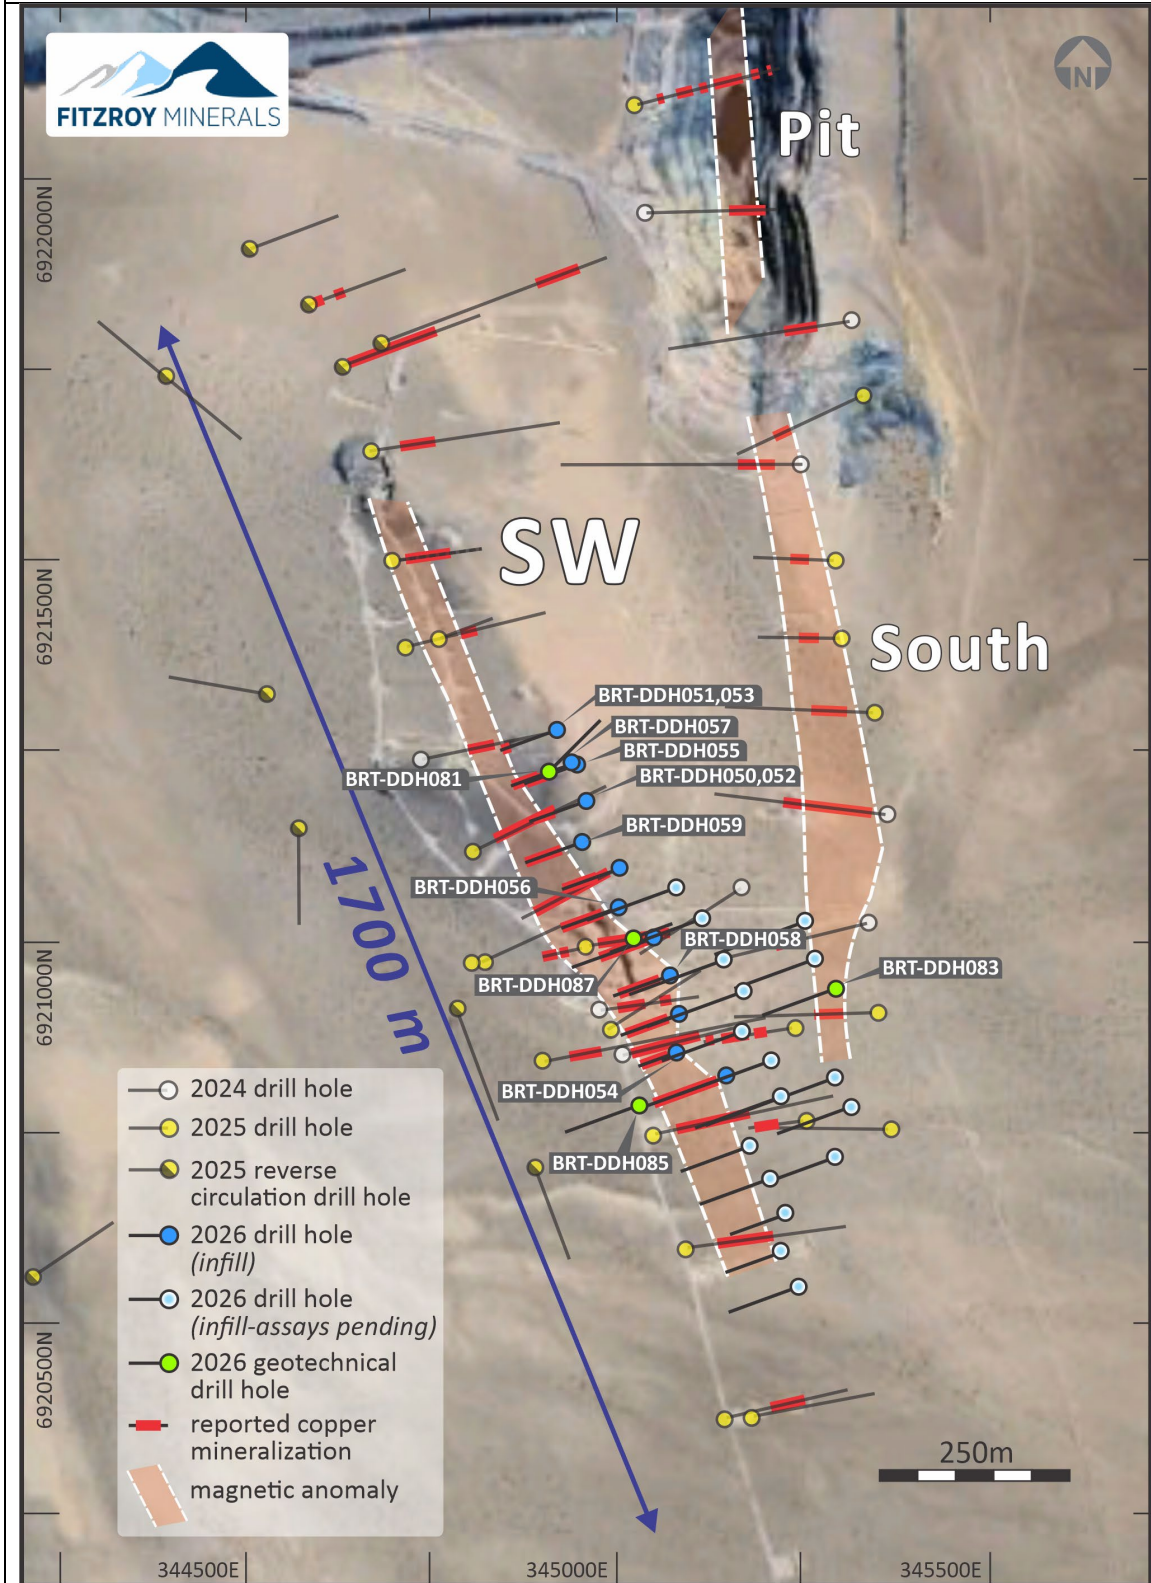 FITZROY MINERALS
N
Pit
6922000N
SW
6921500N
South
BRT-DDH051,053
BRT-DDH057
BRT-DDH055
BRT-DDH081
BRT-DDH050,052
BRT-DDH059
BRT-DDH056
1700 m
BRT-DDH058
6921000N
BRT-DDH083
BRT-DDH087
BRT-DDH054
BRT-DDH085
2024 drill hole
2025 drill hole
2025 reverse
circulation drill hole
2026 drill hole
(infill)
2026 drill hole
(infill-assays pending)
2026 geotechnical
drill hole
reported copper
mineralization
magnetic anomaly
6920500N
250m
344500E
345000E
345500E